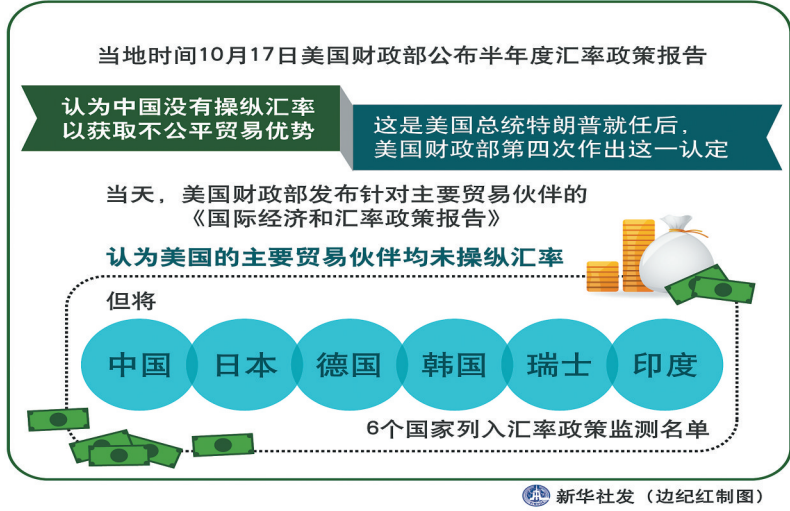 当地时间10月17日美国财政部公布半年度汇率政策报告
认为中国没有操纵汇率
以获取不公平贸易优势
这是美国总统特朗普就任后，
美国财政部第四次作出这一认定
当天，美国财政部发布针对主要贸易伙伴的
《国际经济和汇率政策报告》
认为美国的主要贸易伙伴均未操纵汇率
但将
中国 日本 德国 韩国 瑞士 印度
6个国家列入汇率政策监测名单
新华社发（边纪红制图）